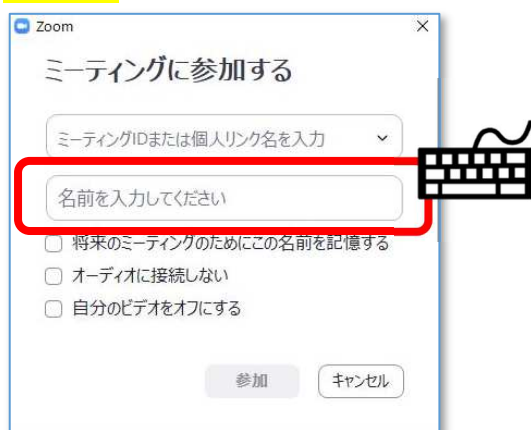 Zoom
ミーティングに参加する
ミーティングIDまたは個人リンク名を入力
名前を入力してください
将来のミーティングのためにこの名前を記憶する
オーディオに接続しない
自分のビデオをオフにする
参加 キャンセル